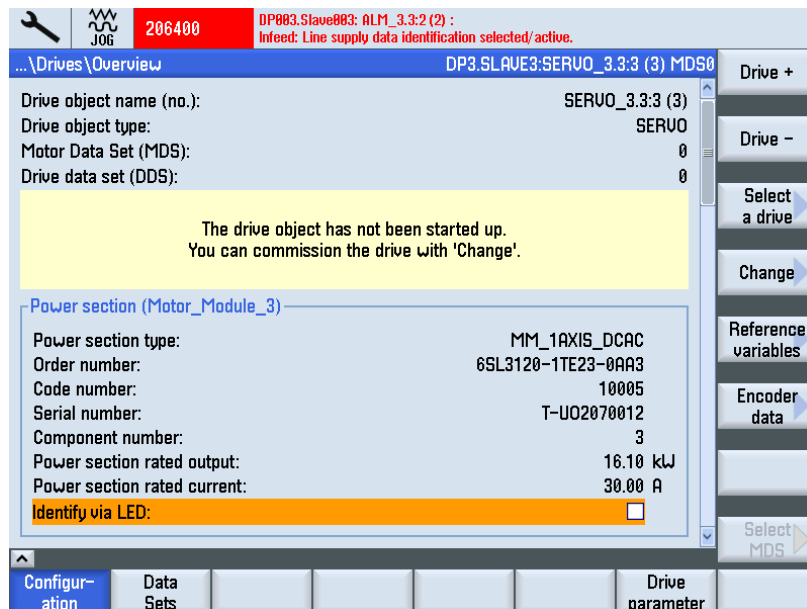 JOG
206400
DP003.Slave003: ALM_3.3:2 (2) :
Infeed: Line supply data identification selected/active.
...\Drives\Overview
DP3.SLAVE3:SERVO_3.3:3 (3) MDS0
Drive +
Drive object name (no.):
SERVO_3.3:3 (3)
Drive object type:
SERVO
Motor Data Set (MDS):
0
Drive -
Drive data set (DDS):
0
Select
a drive
The drive object has not been started up.
You can commission the drive with 'Change'.
Change
Power section (Motor_Module_3)
Reference
variables
Power section type:
MM_1AXIS_DCAC
Order number:
6SL3120-1TE23-0AA3
Code number:
10005
Encoder
data
Serial number:
T-UO2070012
Component number:
3
Power section rated output:
16.10 kW
Power section rated current:
30.00 A
Identify via LED:
Select
MDS
Configur-
ation
Data
Sets
Drive
parameter